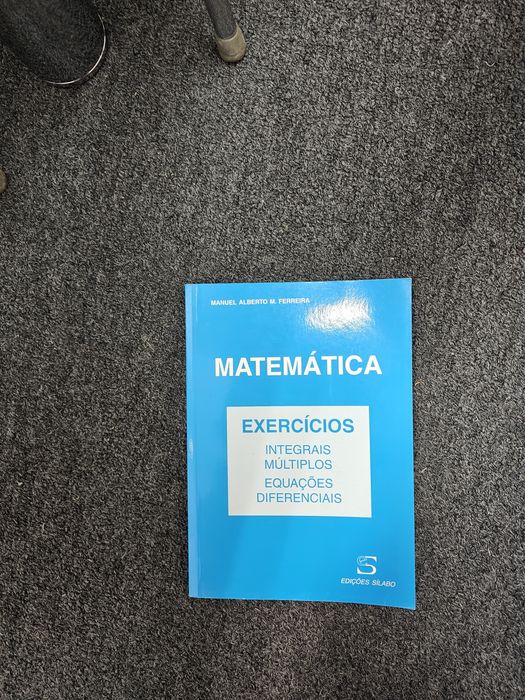 MANUEL ALBERTO M. FERREIRA
MATEMÁTICA
EXERCÍCIOS
INTEGRAIS
MÚLTIPLOS
EQUAÇÕES
DIFERENCIAIS
EDIÇÕES SÍLABO